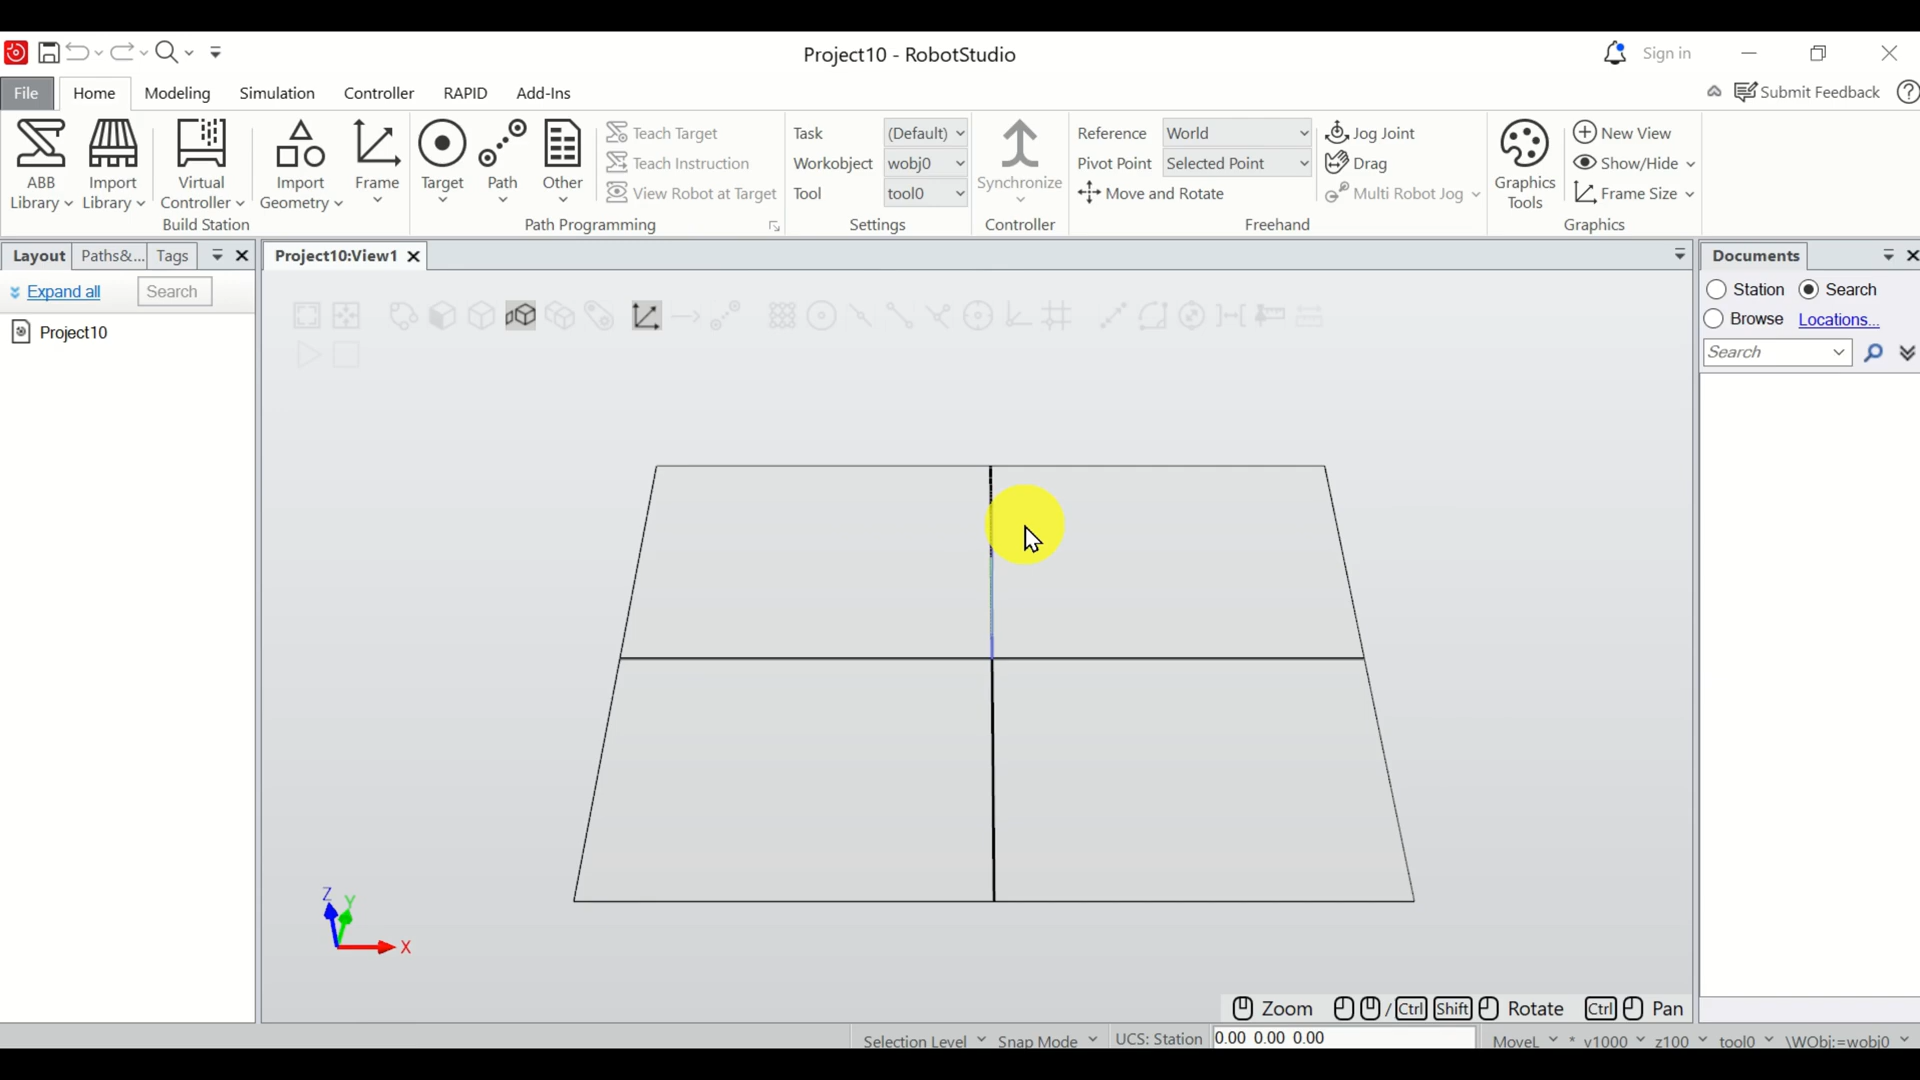 Project10 - RobotStudio
Sign in
File Home Modeling Simulation Controller RAPID Add-Ins
Submit Feedback ?
ABB Library
Import Library
Virtual Controller
Build Station
Import Geometry
Frame
Target
Path
Other
Teach Target
Teach Instruction
View Robot at Target
Path Programming
Task (Default)
Workobject wobj0
Tool tool0
Settings
Synchronize
Controller
Reference World
Pivot Point Selected Point
Move and Rotate
Jog Joint
Drag
Multi Robot Jog
Freehand
Graphics Tools
New View
Show/Hide
Frame Size
Graphics
Layout Paths&... Tags
Project10:View1
Documents
Expand all Search
Project10
Station Search
Browse Locations...
Search
Z Y X
Zoom / Ctrl Shift Rotate Ctrl Pan
Selection Level Snap Mode UCS: Station 0.00 0.00 0.00 MoveL * v1000 z100 tool0 \WObj:=wobj0